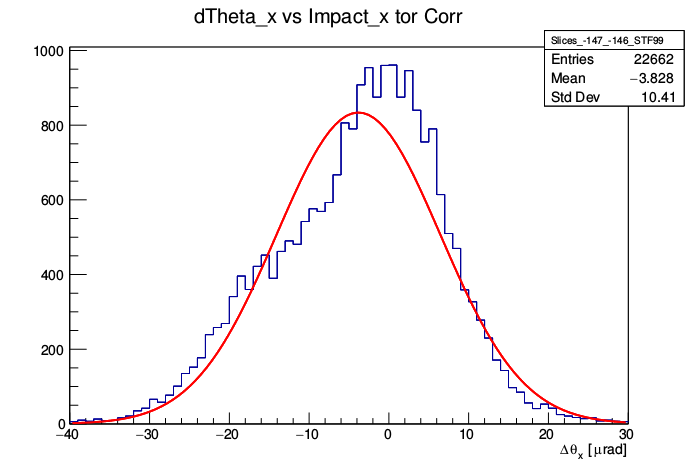 dTheta_x vs Impact_x tor Corr
Slices_-147_-146_STF99
Entries 22662
Mean −3.828
Std Dev 10.41
1000
800
600
400
200
0
−40 −30 −20 −10 0 10 20 30
Δθx [μrad]